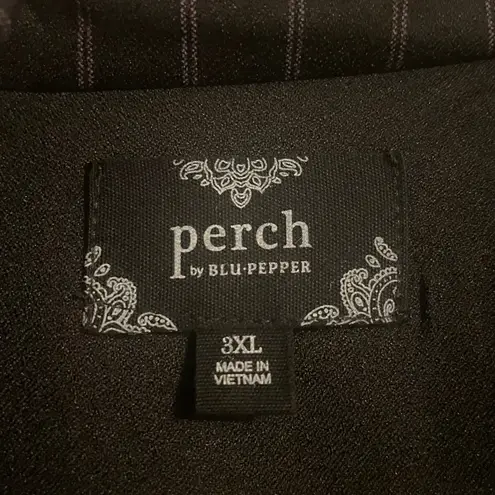 perch
by BLU·PEPPER
3XL
MADE IN
VIETNAM